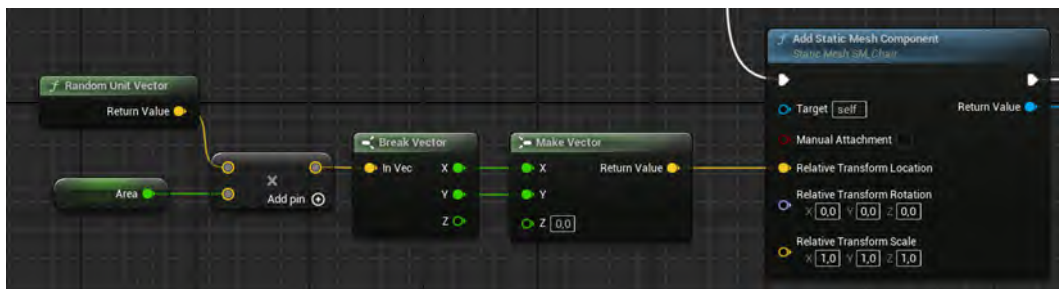 f Random Unit Vector
Return Value
Area
×
Add pin
Break Vector
In Vec X
Y
Z
Make Vector
X Return Value
Y
Z 0,0
f Add Static Mesh Component
Static Mesh SM_Chair
Target self Return Value
Manual Attachment
Relative Transform Location
Relative Transform Rotation
X 0,0 Y 0,0 Z 0,0
Relative Transform Scale
X 1,0 Y 1,0 Z 1,0